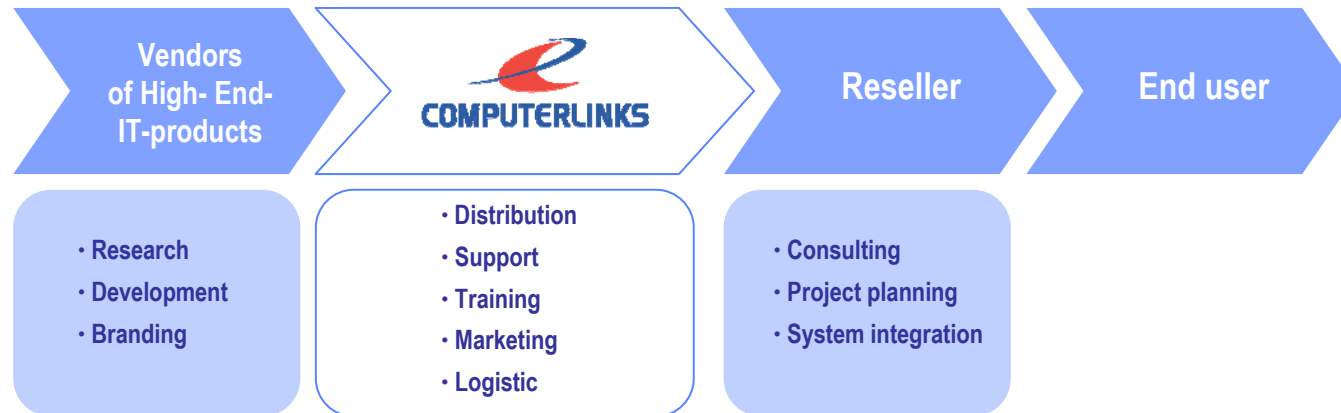 Vendors
of High- End-
IT-products
COMPUTERLINKS
Reseller
End user
· Research
· Development
· Branding
· Distribution
· Support
· Training
· Marketing
· Logistic
· Consulting
· Project planning
· System integration